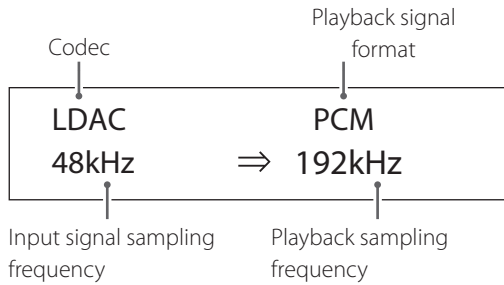 Playback signal
format
Codec
LDAC PCM
48kHz ⇒ 192kHz
Input signal sampling
frequency
Playback sampling
frequency